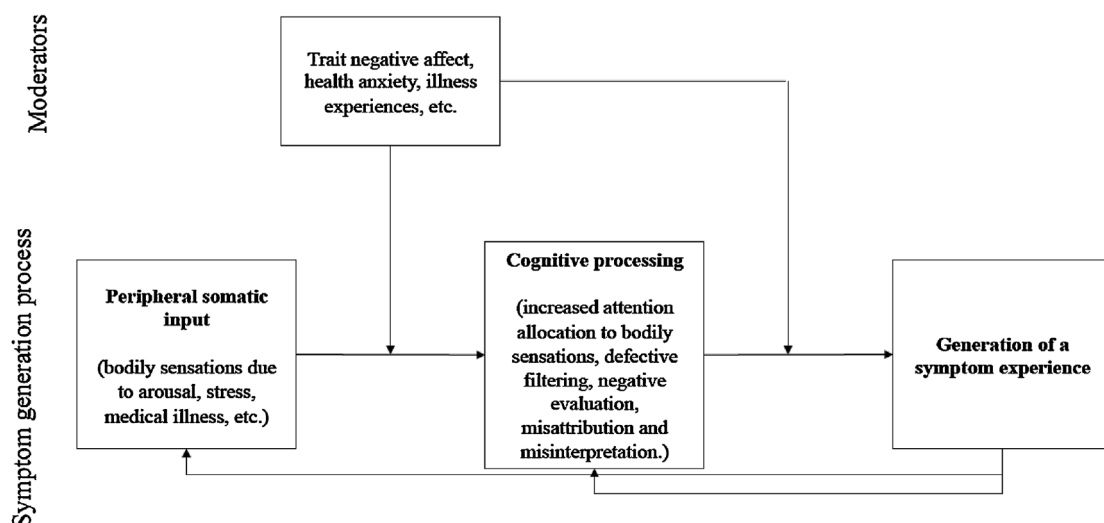 Moderators
Trait negative affect,
health anxiety, illness
experiences, etc.
Symptom generation process
Peripheral somatic
input
(bodily sensations due
to arousal, stress,
medical illness, etc.)
Cognitive processing
(increased attention
allocation to bodily
sensations, defective
filtering, negative
evaluation,
misattribution and
misinterpretation.)
Generation of a
symptom experience